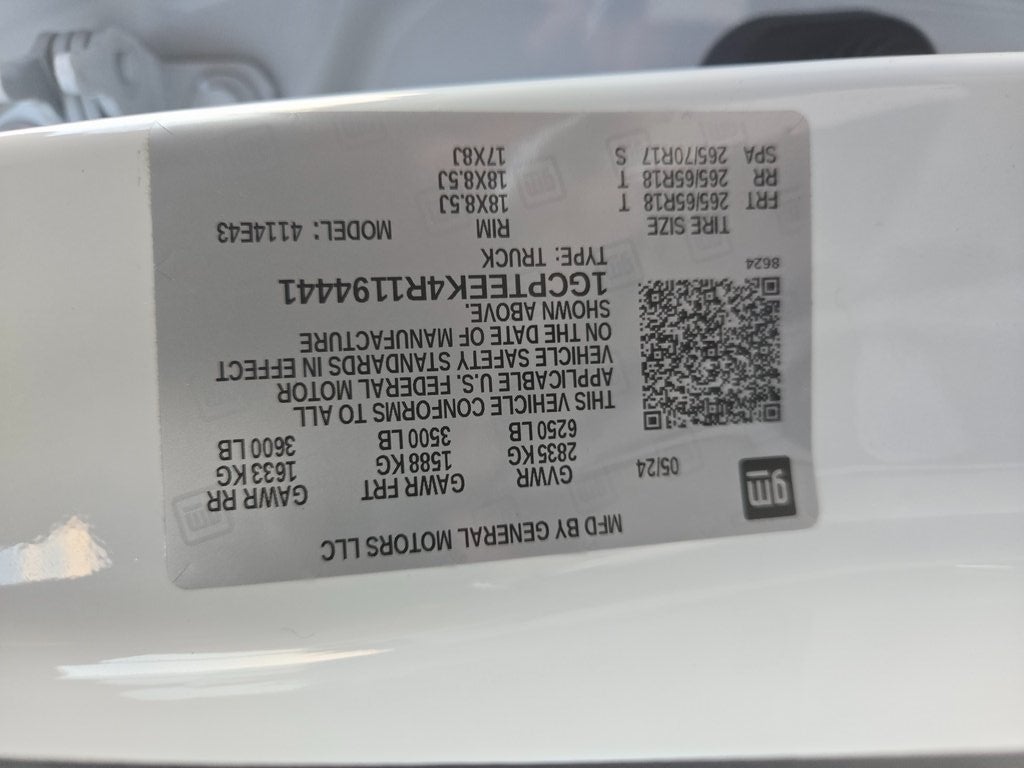 gm
MFD BY GENERAL MOTORS LLC
05/24
GVWR GAWR FRT GAWR RR
2835 KG 1588 KG 1633 KG
6250 LB 3500 LB 3600 LB
THIS VEHICLE CONFORMS TO ALL
APPLICABLE U.S. FEDERAL MOTOR
VEHICLE SAFETY STANDARDS IN EFFECT
ON THE DATE OF MANUFACTURE
SHOWN ABOVE.
1GCPTEEK4R1194441
8624
TYPE: TRUCK
TIRE SIZE RIM MODEL: 4114E43
FRT 265/65R18 T 18X8.5J
RR 265/65R18 T 18X8.5J
SPA 265/70R17 S 17X8J